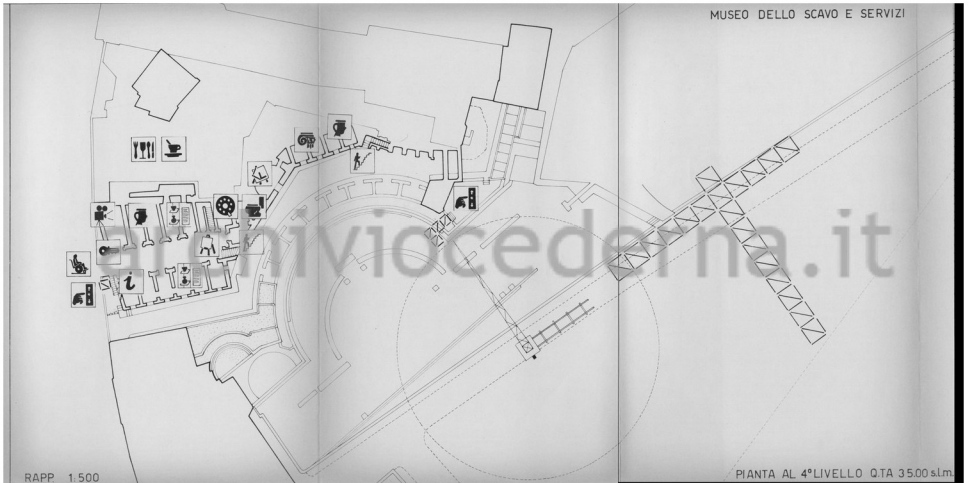 MUSEO DELLO SCAVO E SERVIZI
archiviocederna.it
RAPP 1:500
PIANTA AL 4° LIVELLO Q.TA 35.00 s.l.m.